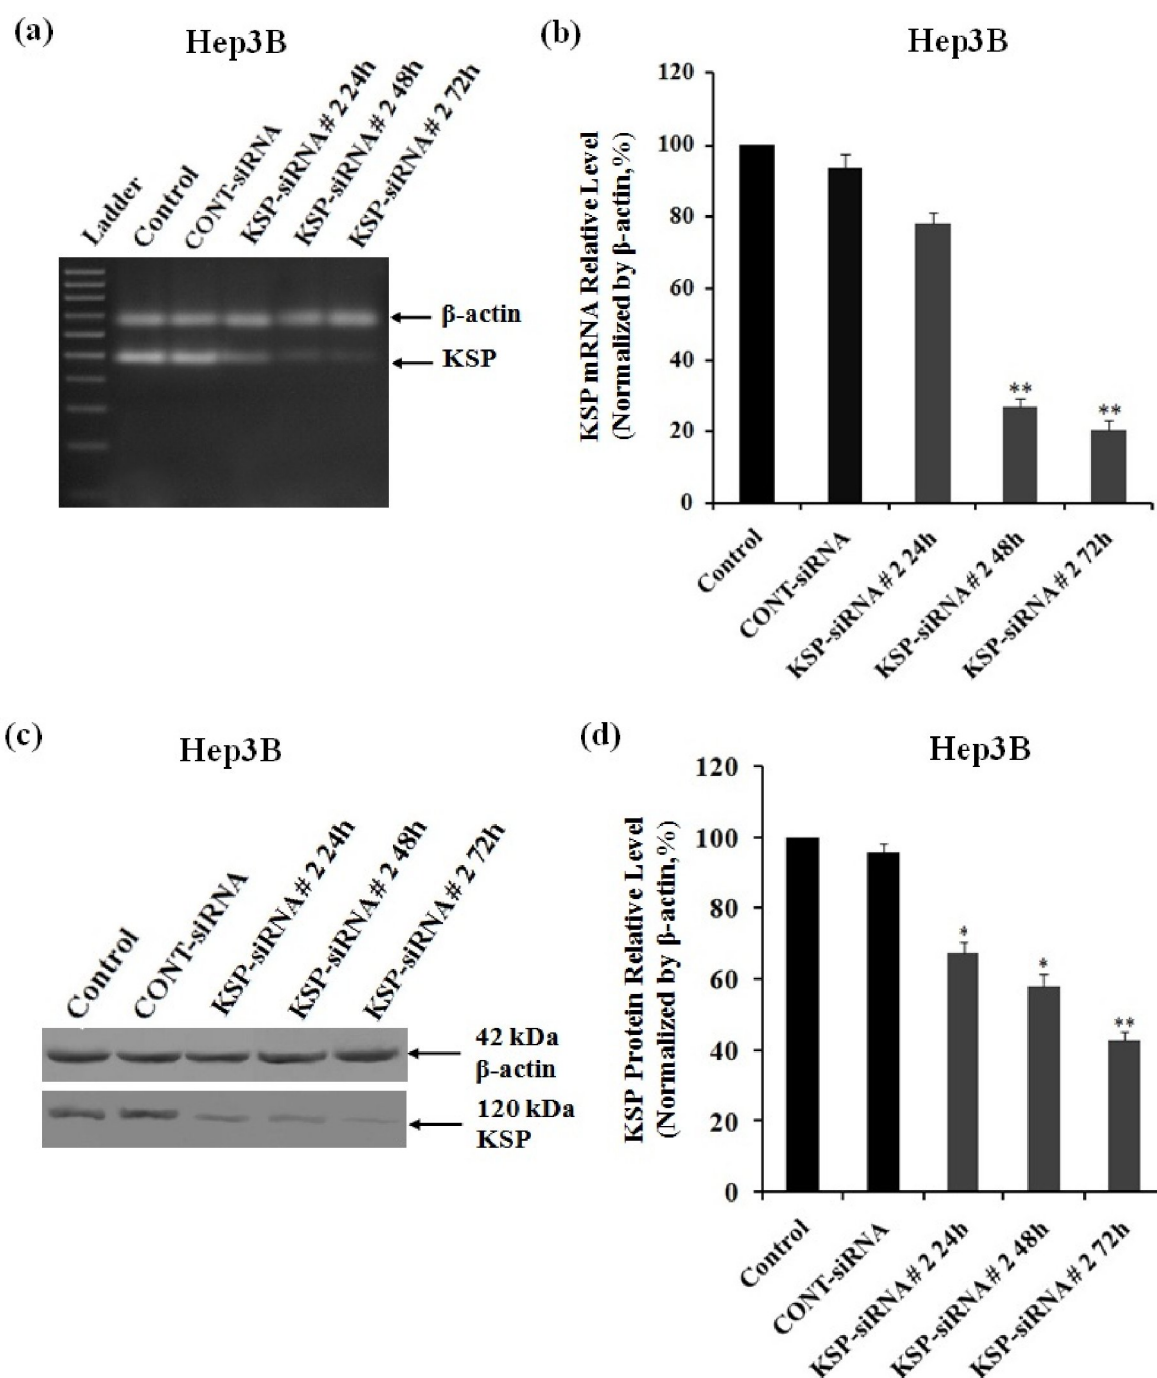 (a)
Hep3B
Ladder
Control
CONT-siRNA
KSP-siRNA# 2 24h
KSP-siRNA# 2 48h
KSP-siRNA# 2 72h
β-actin
KSP
(b)
Hep3B
KSP mRNA Relative Level
(Normalized by β-actin,%)
120
100
80
60
40
20
0
**
**
Control
CONT-siRNA
KSP-siRNA# 2 24h
KSP-siRNA# 2 48h
KSP-siRNA# 2 72h
(c)
Hep3B
Control
CONT-siRNA
KSP-siRNA# 2 24h
KSP-siRNA# 2 48h
KSP-siRNA# 2 72h
42 kDa
β-actin
120 kDa
KSP
(d)
Hep3B
KSP Protein Relative Level
(Normalized by β-actin,%)
120
100
80
60
40
20
0
*
*
**
Control
CONT-siRNA
KSP-siRNA# 2 24h
KSP-siRNA# 2 48h
KSP-siRNA# 2 72h